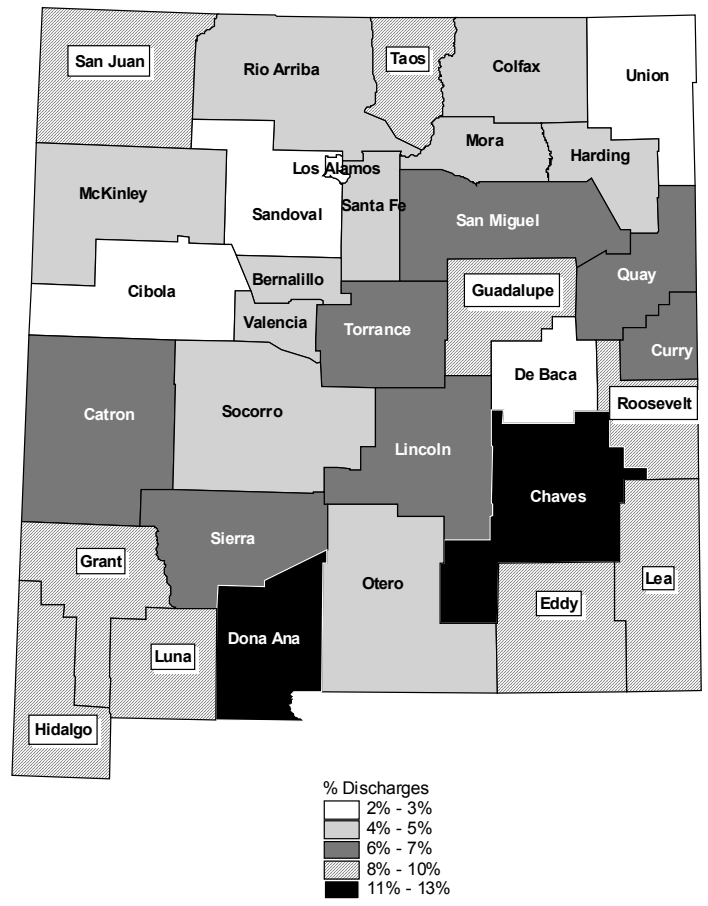 San Juan
Rio Arriba
Taos
Colfax
Union
Mora
Harding
Los Alamos
McKinley
Sandoval
Santa Fe
San Miguel
Bernalillo
Quay
Cibola
Guadalupe
Valencia
Torrance
Curry
De Baca
Catron
Socorro
Roosevelt
Lincoln
Chaves
Sierra
Grant
Otero
Lea
Eddy
Dona Ana
Luna
Hidalgo
% Discharges
2% - 3%
4% - 5%
6% - 7%
8% - 10%
11% - 13%